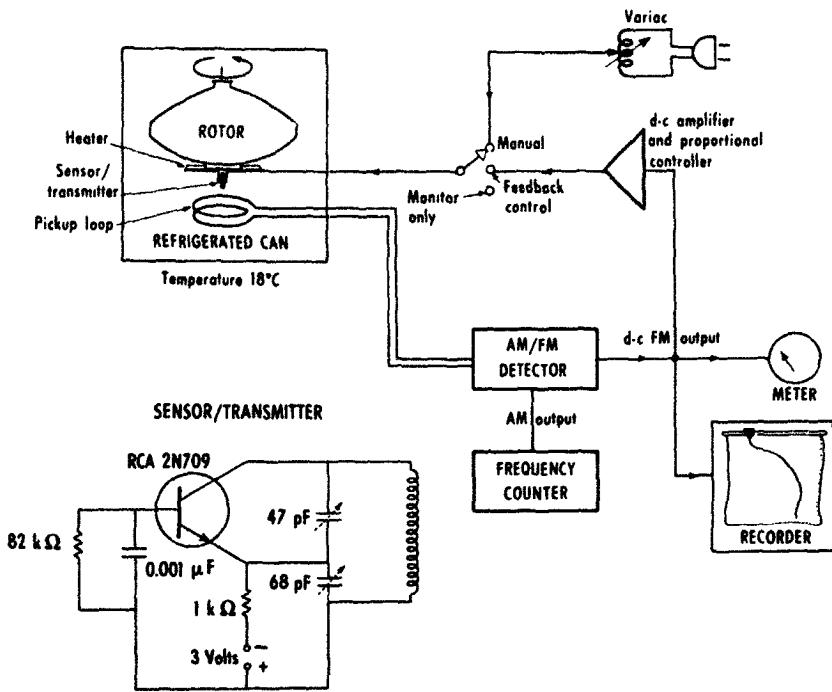 Variac
ROTOR
Heater
Sensor/
transmitter
Pickup loop
REFRIGERATED CAN
Temperature 18°C
Manual
Feedback
control
Monitor
only
d-c amplifier
and proportional
controller
AM/FM
DETECTOR
d-c FM output
METER
AM output
FREQUENCY
COUNTER
RECORDER
SENSOR/TRANSMITTER
RCA 2N709
82 kΩ
0.001 μF
47 pF
68 pF
1 kΩ
3 Volts
−
+